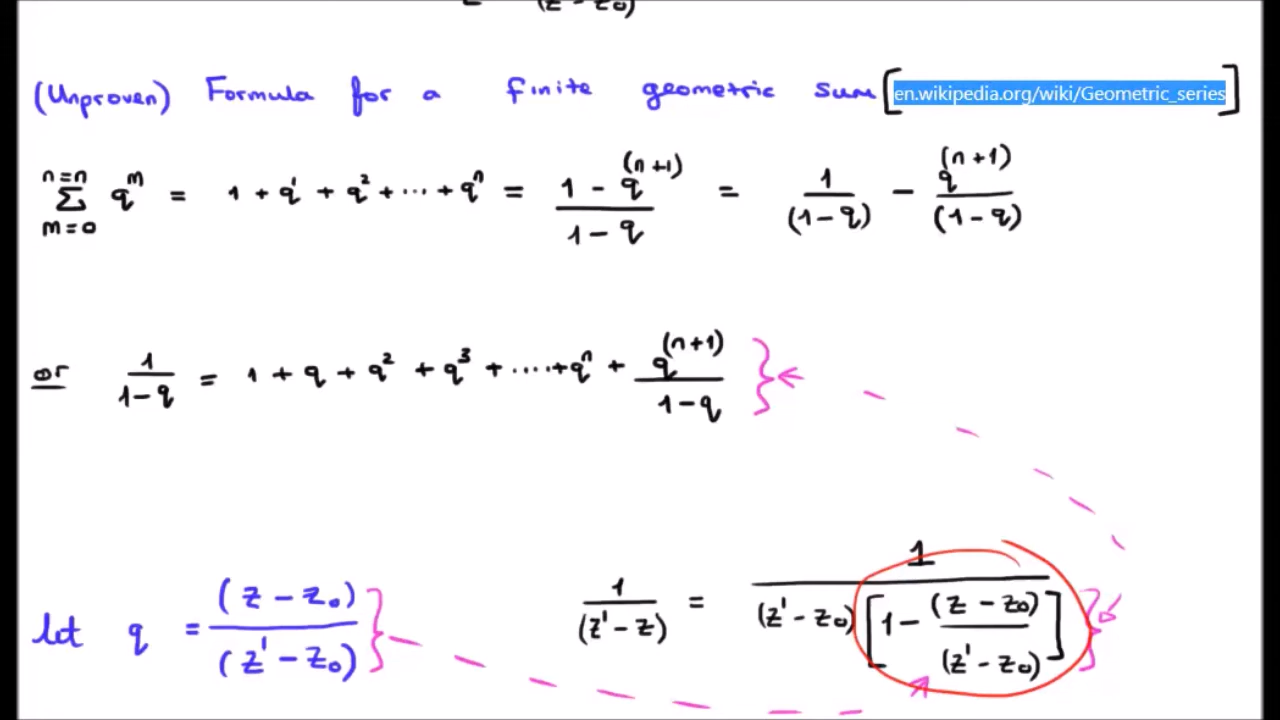 (z - z₀)
(Unproven) Formula for a finite geometric sum [en.wikipedia.org/wiki/Geometric_series]
∑_{m=0}^{n=n} q^m = 1 + q^1 + q^2 + ⋯ + q^n = (1 - q^{(n+1)})/(1 - q) = 1/((1 - q)) - q^{(n+1)}/((1 - q))
or 1/(1 - q) = 1 + q + q^2 + q^3 + ⋯⋯ + q^n + q^{(n+1)}/(1 - q)
let q = (z - z₀)/(z' - z₀) 1/(z' - z) = 1/((z' - z₀)[1 - (z - z₀)/(z' - z₀)])